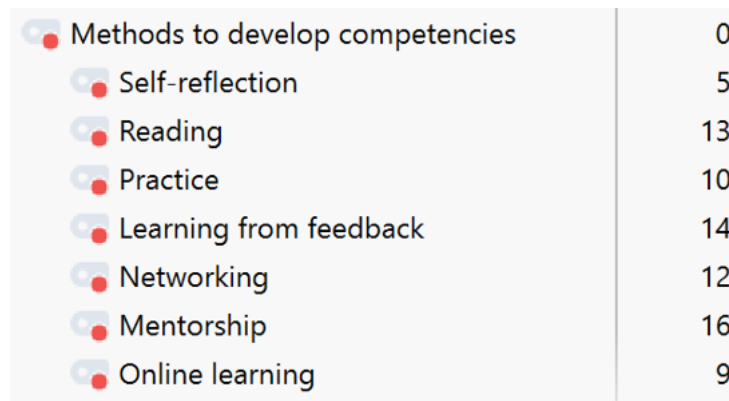 Methods to develop competencies 0
Self-reflection 5
Reading 13
Practice 10
Learning from feedback 14
Networking 12
Mentorship 16
Online learning 9